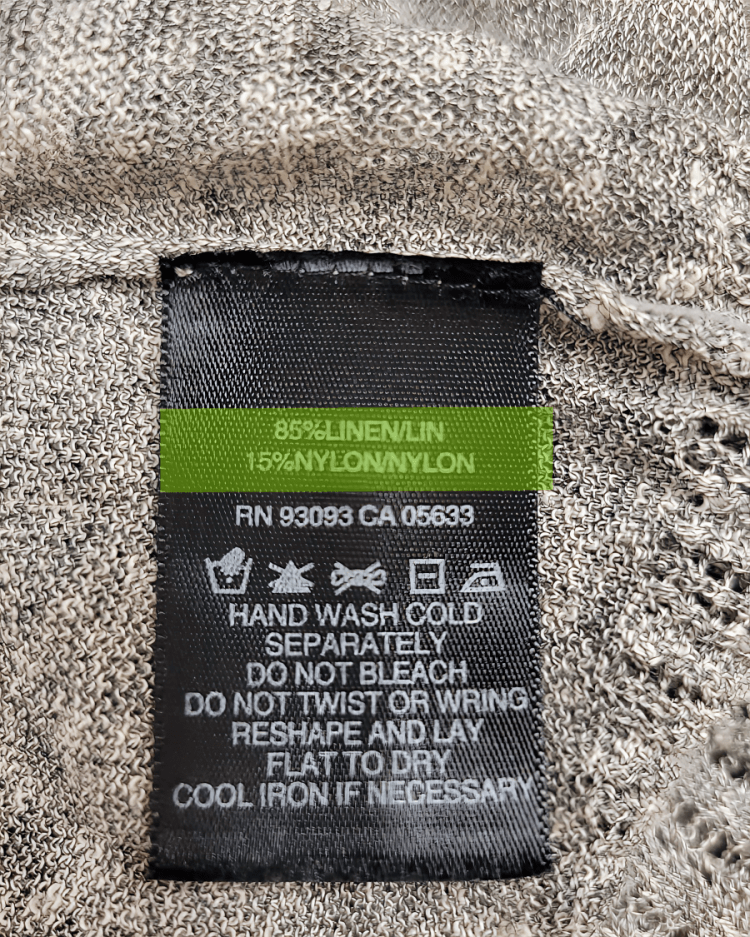 85%LINEN/LIN
15%NYLON/NYLON
RN 93093 CA 05633
HAND WASH COLD
SEPARATELY
DO NOT BLEACH
DO NOT TWIST OR WRING
RESHAPE AND LAY
FLAT TO DRY
COOL IRON IF NECESSARY